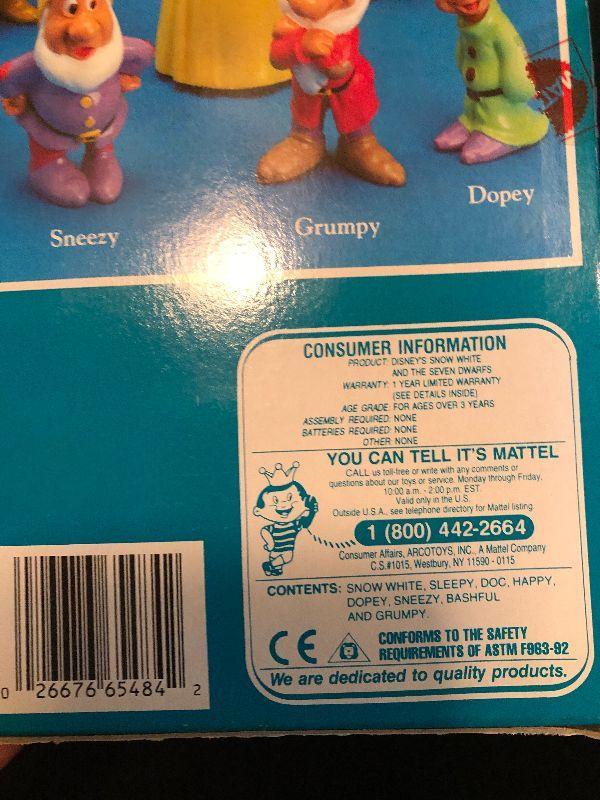 MATTEL
Dopey
Grumpy
Sneezy
CONSUMER INFORMATION
PRODUCT: DISNEY'S SNOW WHITE
AND THE SEVEN DWARFS
WARRANTY: 1 YEAR LIMITED WARRANTY
(SEE DETAILS INSIDE)
AGE GRADE: FOR AGES OVER 3 YEARS
ASSEMBLY REQUIRED: NONE
BATTERIES REQUIRED: NONE
OTHER: NONE
YOU CAN TELL IT'S MATTEL
CALL us toll-free or write with any comments or
questions about our toys or service. Monday through Friday,
10:00 a.m. - 2:00 p.m. EST.
Valid only in the U.S.
Outside U.S.A., see telephone directory for Mattel listing.
1 (800) 442-2664
Consumer Affairs, ARCOTOYS, INC., A Mattel Company
C.S.#1015, Westbury, NY 11590 - 0115
CONTENTS: SNOW WHITE, SLEEPY, DOC, HAPPY,
DOPEY, SNEEZY, BASHFUL
AND GRUMPY.
CE
CONFORMS TO THE SAFETY
REQUIREMENTS OF ASTM F963-92
We are dedicated to quality products.
0 26676 65484 2